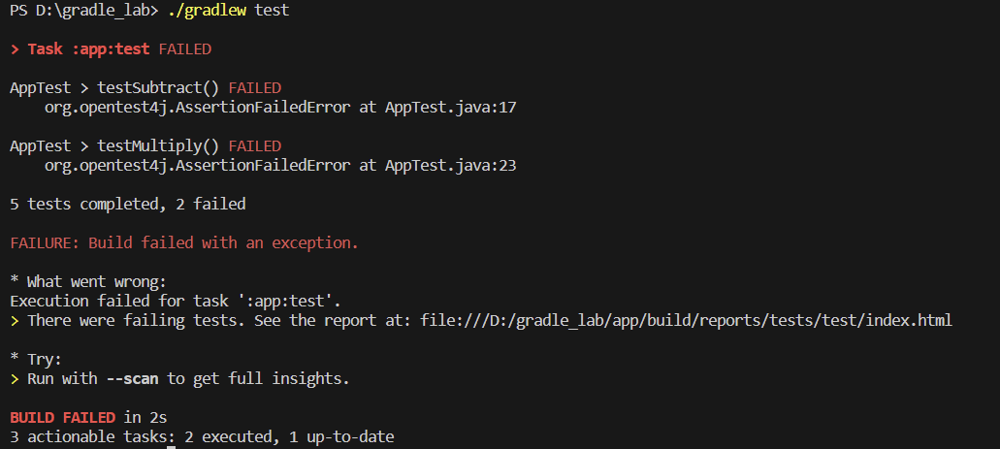 PS D:\gradle_lab> ./gradlew test
> Task :app:test FAILED
AppTest > testSubtract() FAILED
org.opentest4j.AssertionFailedError at AppTest.java:17
AppTest > testMultiply() FAILED
org.opentest4j.AssertionFailedError at AppTest.java:23
5 tests completed, 2 failed
FAILURE: Build failed with an exception.
* What went wrong:
Execution failed for task ':app:test'.
> There were failing tests. See the report at: file:///D:/gradle_lab/app/build/reports/tests/test/index.html
* Try:
> Run with --scan to get full insights.
BUILD FAILED in 2s
3 actionable tasks: 2 executed, 1 up-to-date